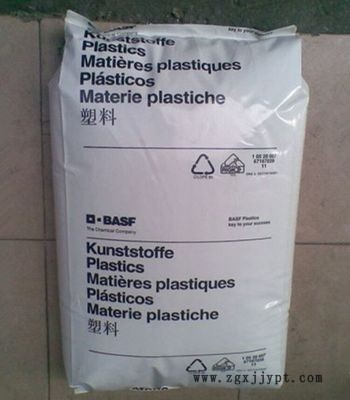 Kunststoffe
Plastics
Matières plastiques
Plásticos
Materie plastiche
塑料
BASF
The Chemical Company
BASF Plastics
key to your success
Kunststoffe
Plastics
Matières plastiques
Plásticos
Materie plastiche
塑料
www.zgxjjypt.com